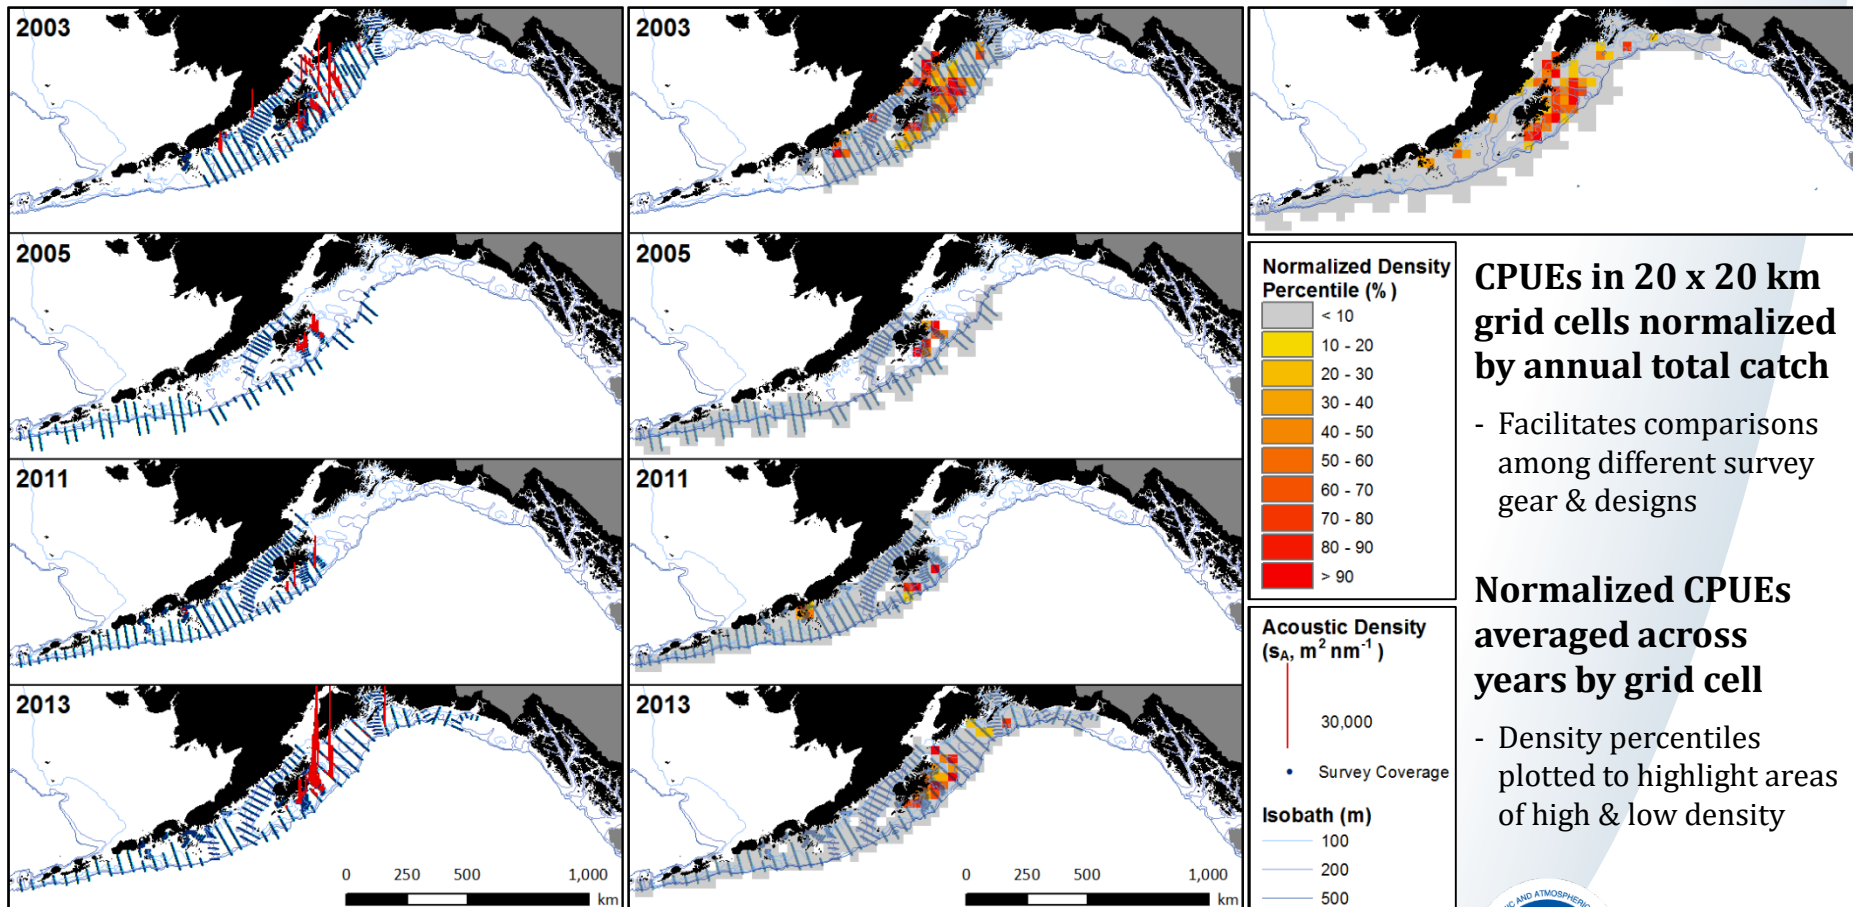 2003
2005
2011
2013
0 250 500 1,000
km
2003
2005
2011
2013
0 250 500 1,000
km
Normalized Density
Percentile (%)
< 10
10 - 20
20 - 30
30 - 40
40 - 50
50 - 60
60 - 70
70 - 80
80 - 90
> 90
Acoustic Density
(sA, m² nm⁻¹)
30,000
Survey Coverage
Isobath (m)
100
200
500
CPUEs in 20 x 20 km
grid cells normalized
by annual total catch
- Facilitates comparisons
among different survey
gear & designs
Normalized CPUEs
averaged across
years by grid cell
- Density percentiles
plotted to highlight areas
of high & low density
AND ATMOSPHERIC